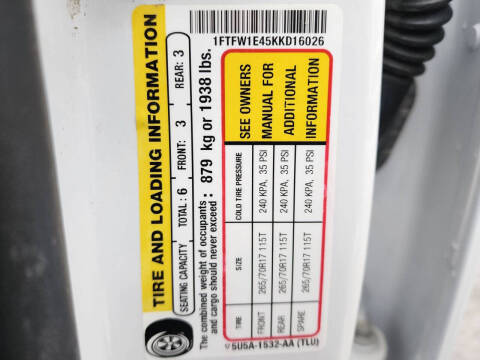 1FTFW1E45KKD16026
TIRE AND LOADING INFORMATION
SEATING CAPACITY TOTAL: 6 FRONT: 3 REAR: 3
The combined weight of occupants
and cargo should never exceed : 879 kg or 1938 lbs.
TIRE SIZE COLD TIRE PRESSURE SEE OWNERS
FRONT 265/70R17 115T 240 KPA, 35 PSI MANUAL FOR
REAR 265/70R17 115T 240 KPA, 35 PSI ADDITIONAL
SPARE 265/70R17 115T 240 KPA, 35 PSI INFORMATION
5U5A-1532-AA (TLU)